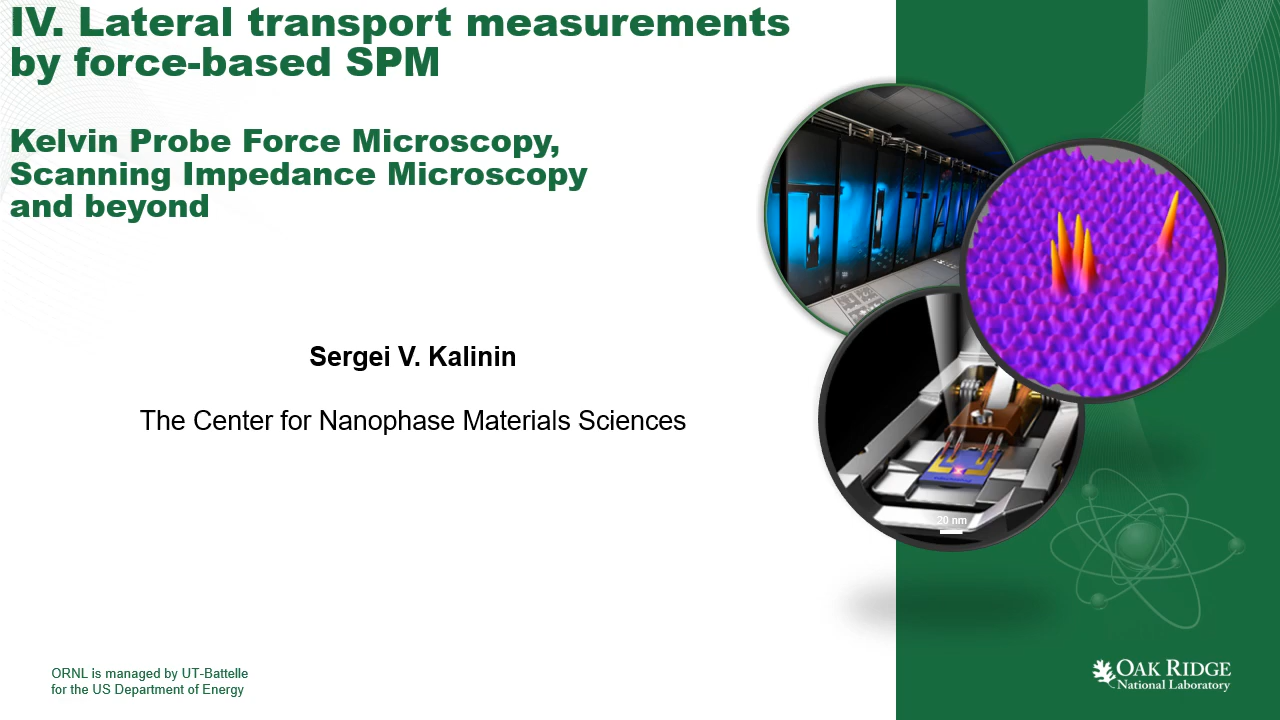 IV. Lateral transport measurements
by force-based SPM
Kelvin Probe Force Microscopy,
Scanning Impedance Microscopy
and beyond
Sergei V. Kalinin
The Center for Nanophase Materials Sciences
TITAN
20 nm
ORNL is managed by UT-Battelle
for the US Department of Energy
OAK RIDGE
National Laboratory